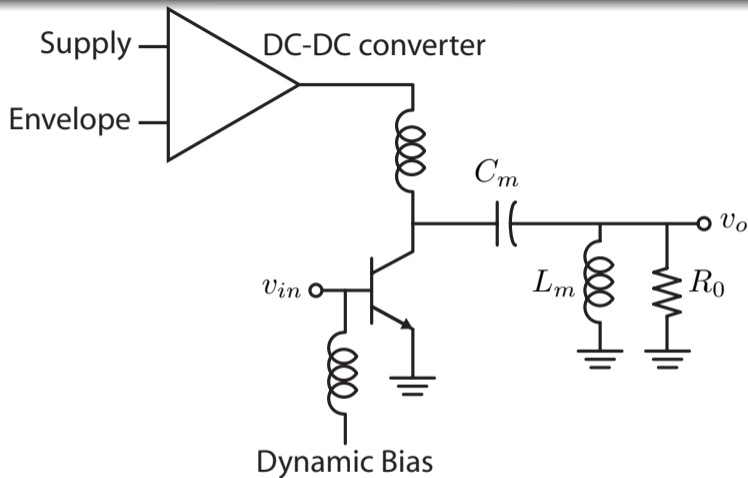 Supply
DC-DC converter
Envelope
C_m
v_o
v_in
L_m
R_0
Dynamic Bias